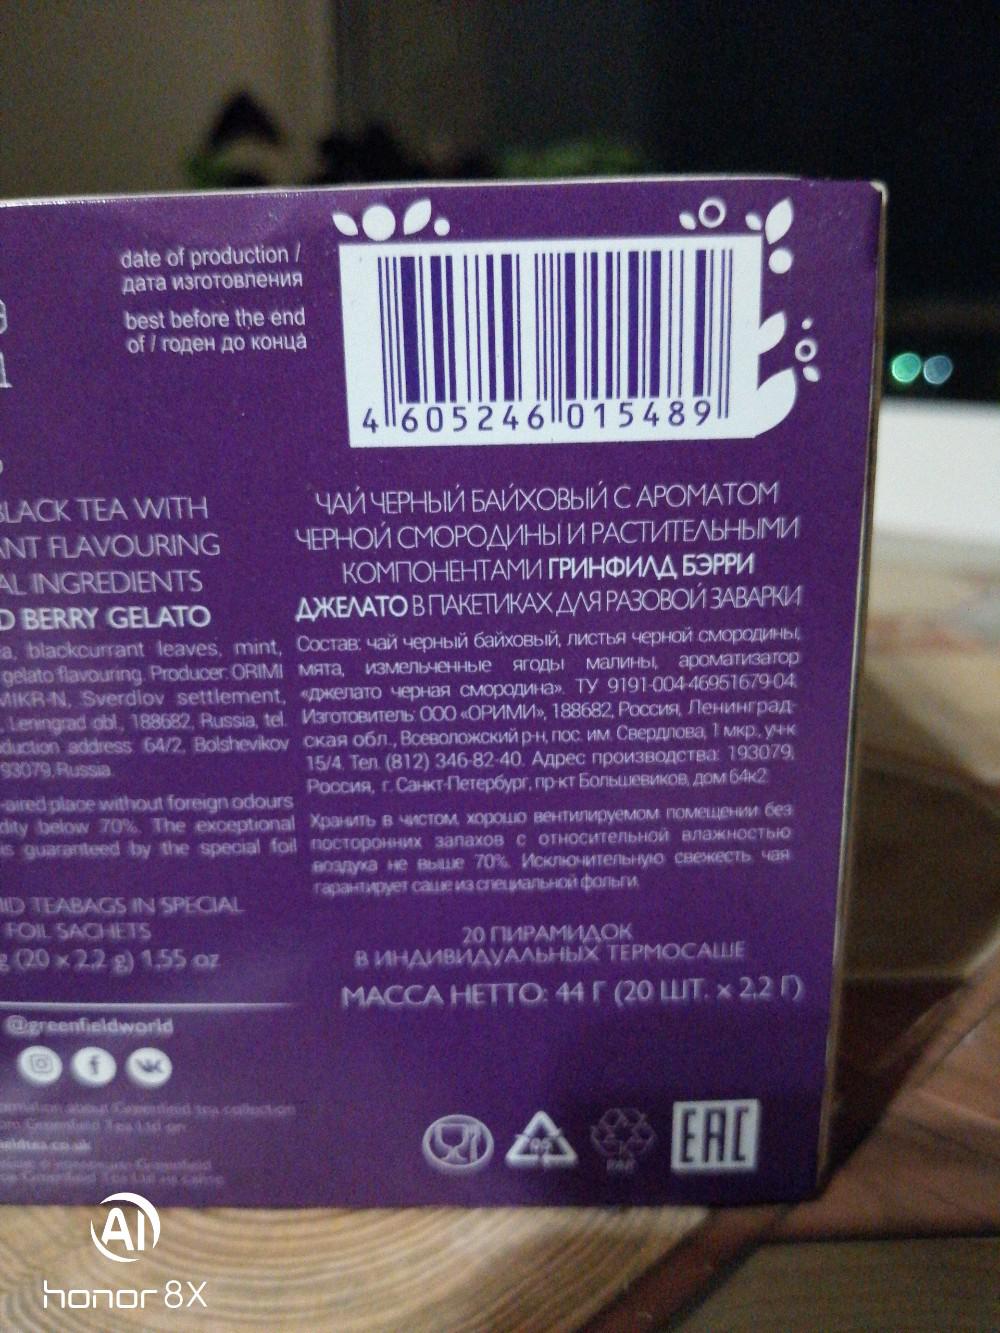 date of production /
дата изготовления
best before the end
of / годен до конца
4 605246 015489
BLACK TEA WITH
FLAVOURING
INGREDIENTS
BERRY GELATO
blackcurrant leaves, mint,
gelato flavouring. Producer: ORIMI
MIKR-N, Sverdlov settlement,
Leningrad obl., 188682, Russia, tel.
address: 64/2, Bolshevikov
Russia.
place without foreign odours
below 70%. The exceptional
is guaranteed by the special foil
TEABAGS IN SPECIAL
FOIL SACHETS
(20 x 2,2 g) 1.55 oz
@greenfieldworld
ЧАЙ ЧЕРНЫЙ БАЙХОВЫЙ С АРОМАТОМ
ЧЕРНОЙ СМОРОДИНЫ И РАСТИТЕЛЬНЫМИ
КОМПОНЕНТАМИ ГРИНФИЛД БЭРРИ
ДЖЕЛАТО В ПАКЕТИКАХ ДЛЯ РАЗОВОЙ ЗАВАРКИ
Состав: чай черный байховый, листья черной смородины,
мята, измельченные ягоды малины, ароматизатор
«джелато черная смородина». ТУ 9191-004-46951679-04.
Изготовитель: ООО «ОРИМИ», 188682, Россия, Ленинград-
ская обл., Всеволожский р-н, пос. им. Свердлова, 1 мкр., уч-к
15/4. Тел. (812) 346-82-40. Адрес производства: 193079,
Россия, г. Санкт-Петербург, пр-кт Большевиков, дом 64к2.
Хранить в чистом, хорошо вентилируемом помещении без
посторонних запахов с относительной влажностью
воздуха не выше 70%. Исключительную свежесть чая
гарантирует саше из специальной фольги.
20 ПИРАМИДОК
В ИНДИВИДУАЛЬНЫХ ТЕРМОСАШЕ
МАССА НЕТТО: 44 Г (20 ШТ. х 2,2 Г)
PAP
EAC
AI
honor 8X